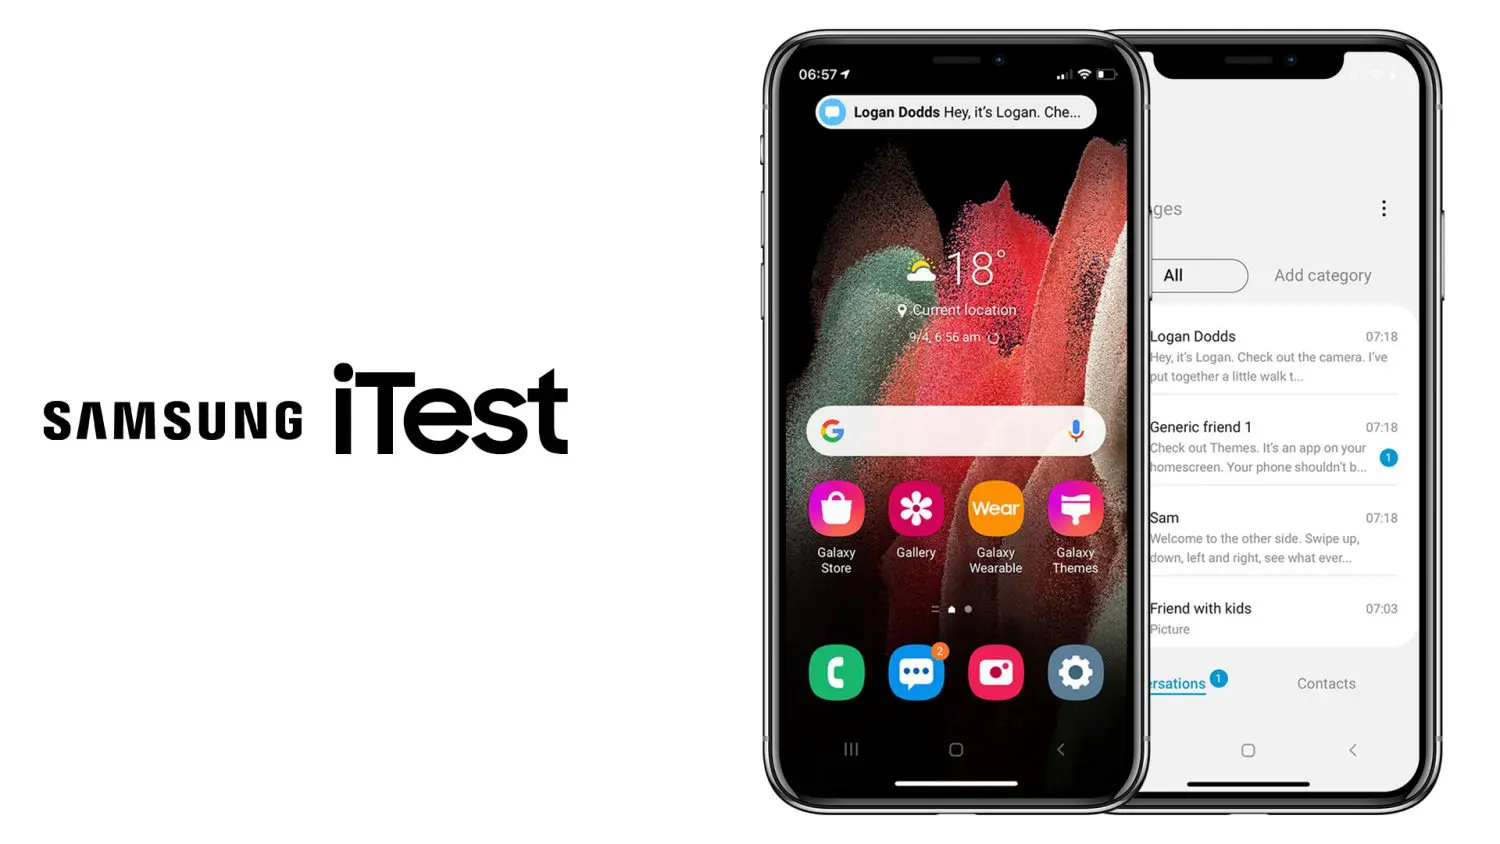 SAMSUNG iTest
06:57
Logan Dodds Hey, it's Logan. Che...
18°
Current location
9/4, 6:56 am
Wear
Galaxy Store
Gallery
Galaxy Wearable
Galaxy Themes
2
ges
All
Add category
Logan Dodds
07:18
Hey, it's Logan. Check out the camera. I've
put together a little walk t...
Generic friend 1
07:18
Check out Themes. It's an app on your
homescreen. Your phone shouldn't b...
1
Sam
07:18
Welcome to the other side. Swipe up,
down, left and right, see what ever...
Friend with kids
07:03
Picture
ersations
1
Contacts